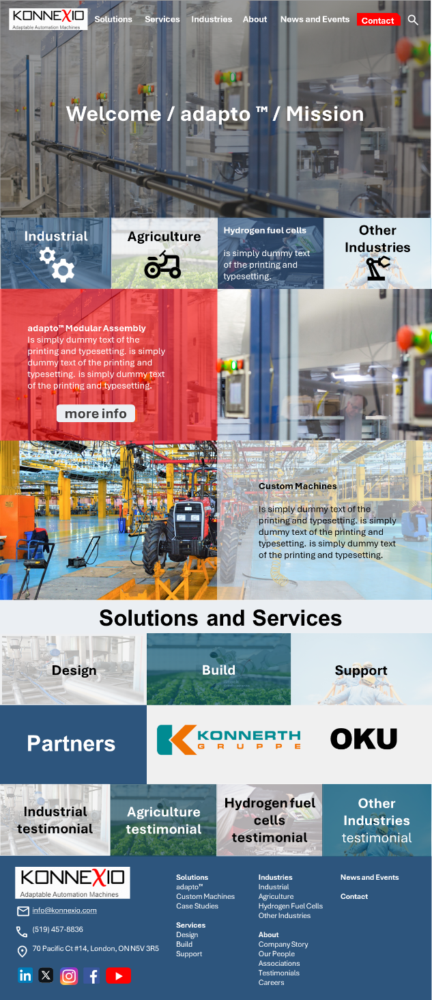 KONNEXIO
Adaptable Automation Machines
Solutions
Services
Industries
About
News and Events
Contact
Welcome / adapto ™ / Mission
Industrial
Agriculture
Hydrogen fuel cells
is simply dummy text
of the printing and
typesetting.
Other
Industries
adapto™ Modular Assembly
Is simply dummy text of the
printing and typesetting. is simply
dummy text of the printing and
typesetting. is simply dummy text
of the printing and typesetting.
more info
Custom Machines
Is simply dummy text of the
printing and typesetting. is simply
dummy text of the printing and
typesetting. is simply dummy text
of the printing and typesetting.
Solutions and Services
Design
Build
Support
Partners
KONNERTH
GRUPPE
OKU
Industrial
testimonial
Agriculture
testimonial
Hydrogen fuel
cells
testimonial
Other
Industries
testimonial
KONNEXIO
Adaptable Automation Machines
info@konnexio.com
(519) 457-8836
70 Pacific Ct #14, London, ON N5V 3R5
Solutions
adapto™
Custom Machines
Case Studies
Services
Design
Build
Support
Industries
Industrial
Agriculture
Hydrogen Fuel Cells
Other Industries
About
Company Story
Our People
Associations
Testimonials
Careers
News and Events
Contact